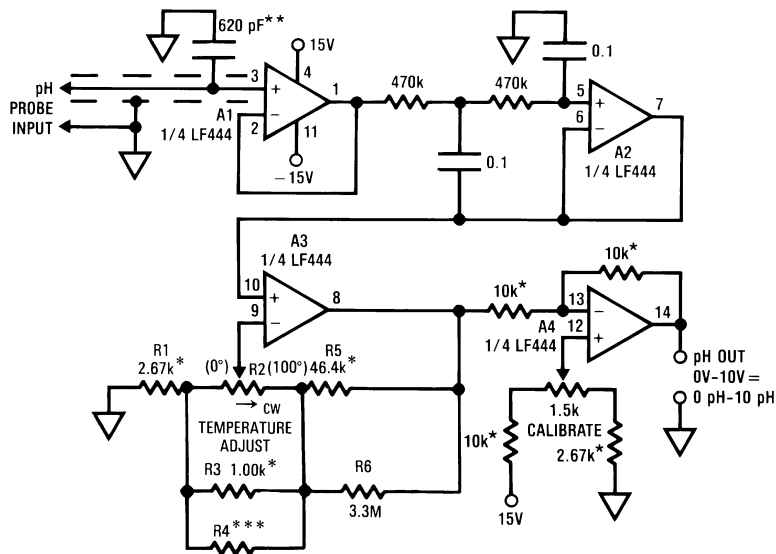 620 pF**
15V
0.1
pH
PROBE
INPUT
3
+
4
1
A1
−
2
11
1/4 LF444
−15V
470k
470k
5
+
6
−
7
A2
1/4 LF444
0.1
A3
1/4 LF444
10
+
9
−
8
10k*
10k*
13
−
12
+
14
A4
1/4 LF444
pH OUT
0V–10V =
0 pH–10 pH
R1
2.67k*
(0°)
R2
(100°)
R5
46.4k*
→ CW
TEMPERATURE
ADJUST
R3 1.00k*
R6
3.3M
R4***
1.5k
CALIBRATE
10k*
2.67k*
15V